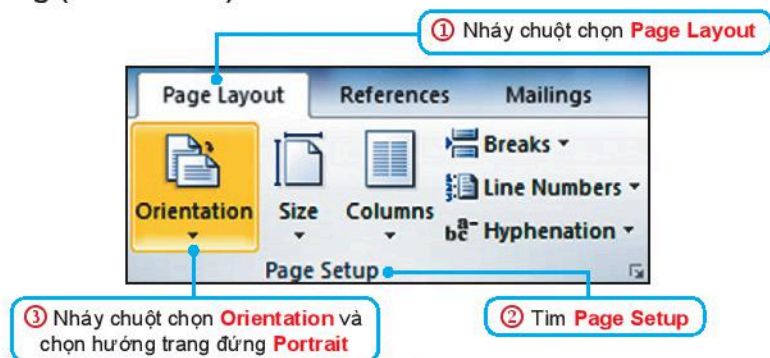 ① Nháy chuột chọn Page Layout
Page Layout References Mailings
Breaks
Line Numbers
Orientation Size Columns
Hyphenation
Page Setup
③ Nháy chuột chọn Orientation và
chọn hướng trang đứng Portrait
② Tìm Page Setup